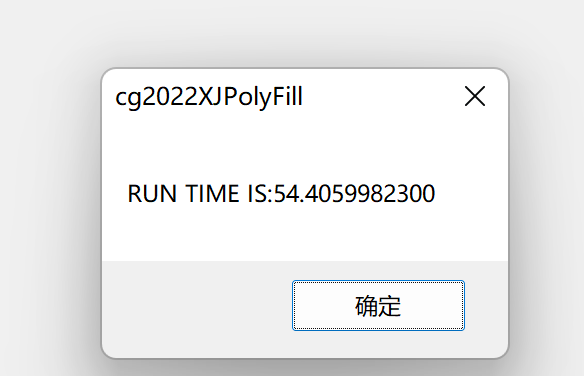 cg2022XJPolyFill
RUN TIME IS:54.4059982300
确定